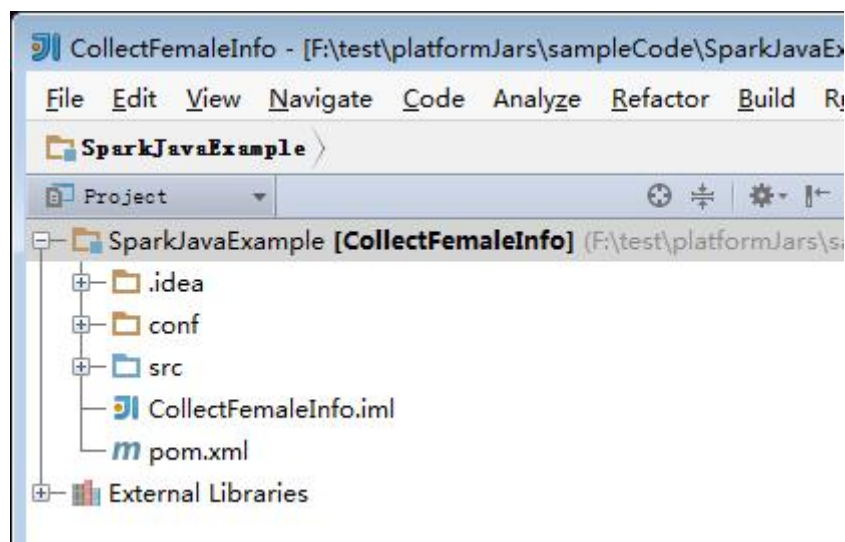 CollectFemaleInfo - [F:\test\platformJars\sampleCode\SparkJavaEx
File Edit View Navigate Code Analyze Refactor Build Ru
SparkJavaExample
Project
SparkJavaExample [CollectFemaleInfo] (F:\test\platformJars\sa
.idea
conf
src
CollectFemaleInfo.iml
pom.xml
External Libraries